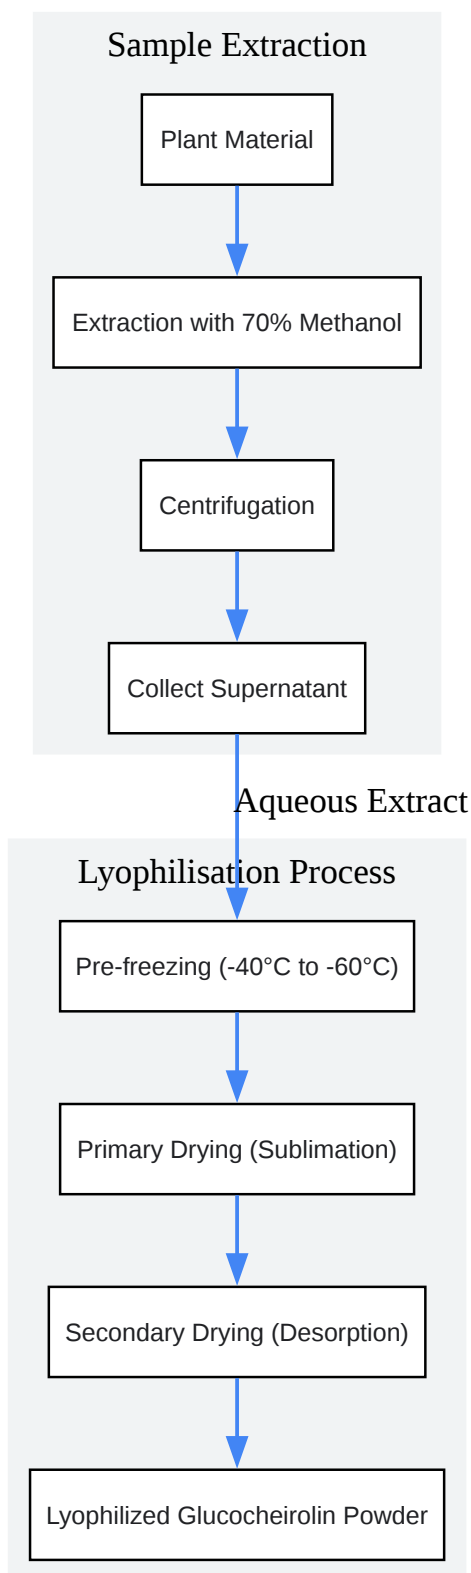 Sample Extraction
Plant Material
Extraction with 70% Methanol
Centrifugation
Collect Supernatant
Aqueous Extract
Lyophilisation Process
Pre-freezing (-40°C to -60°C)
Primary Drying (Sublimation)
Secondary Drying (Desorption)
Lyophilized Glucocheirolin Powder